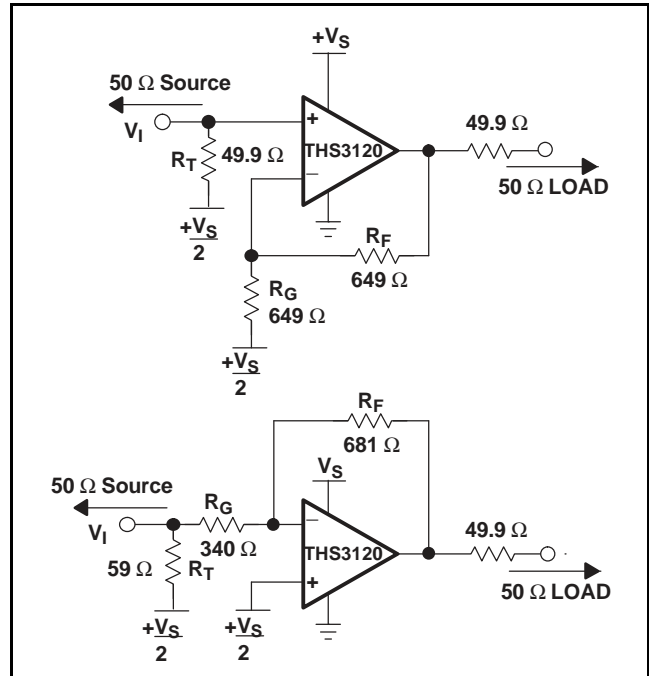 +VS
50 Ω Source
VI
+
THS3120
−
49.9 Ω
RT
49.9 Ω
50 Ω LOAD
+VS
2
RF
649 Ω
RG
649 Ω
+VS
2
RF
681 Ω
VS
50 Ω Source
RG
VI
340 Ω
−
THS3120
+
49.9 Ω
59 Ω
RT
50 Ω LOAD
+VS
2
+VS
2